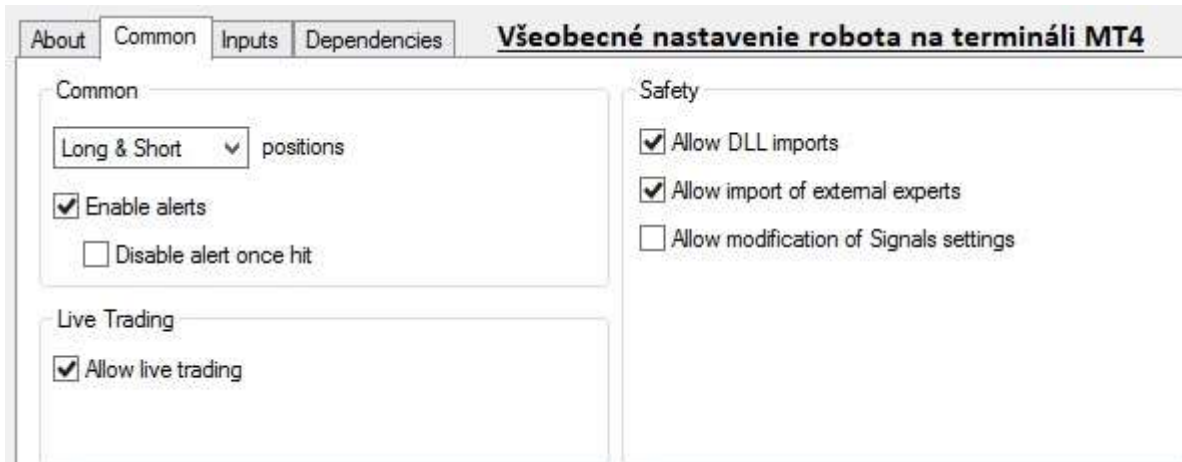 About Common Inputs Dependencies Všeobecné nastavenie robota na termináli MT4
Common
Long & Short positions
Enable alerts
Disable alert once hit
Live Trading
Allow live trading
Safety
Allow DLL imports
Allow import of external experts
Allow modification of Signals settings